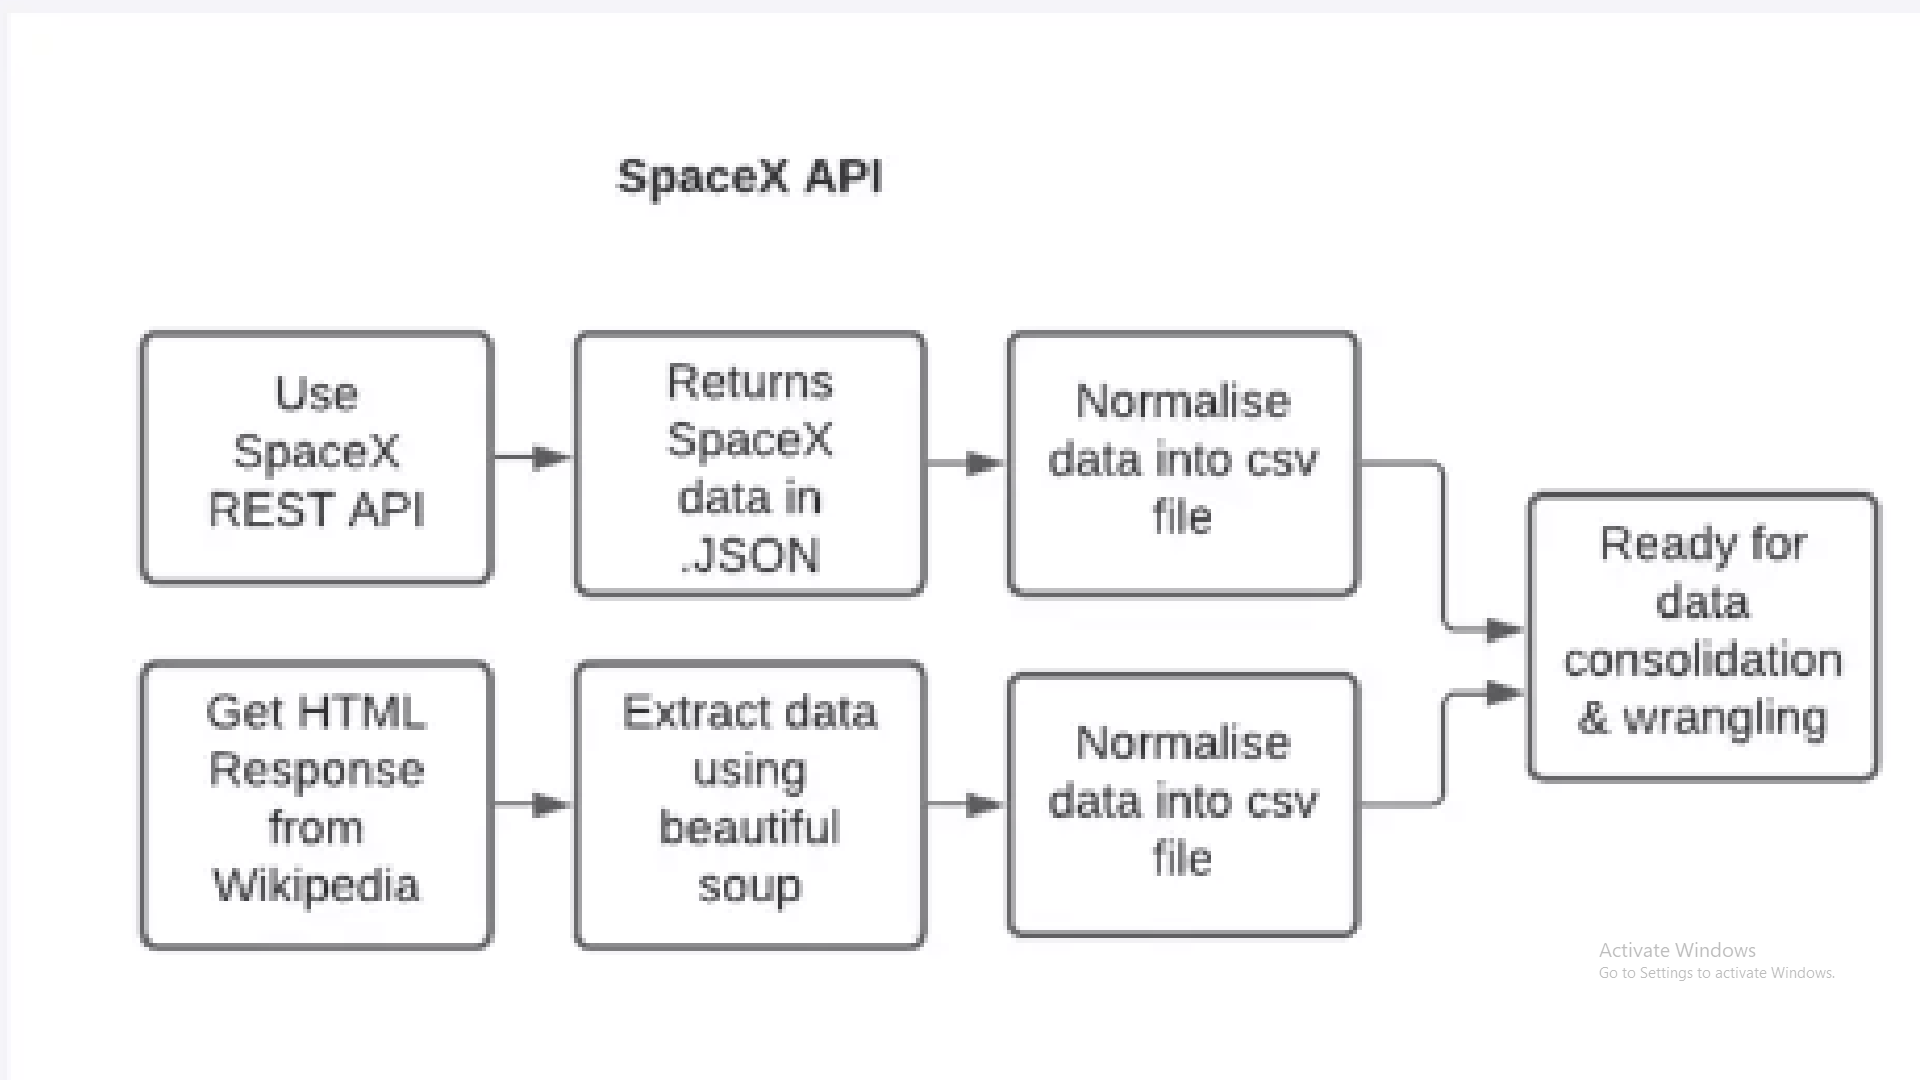 SpaceX API
Use
SpaceX
REST API
Returns
SpaceX
data in
.JSON
Normalise
data into csv
file
Ready for
data
consolidation
& wrangling
Get HTML
Response
from
Wikipedia
Extract data
using
beautiful
soup
Normalise
data into csv
file
Activate Windows
Go to Settings to activate Windows.